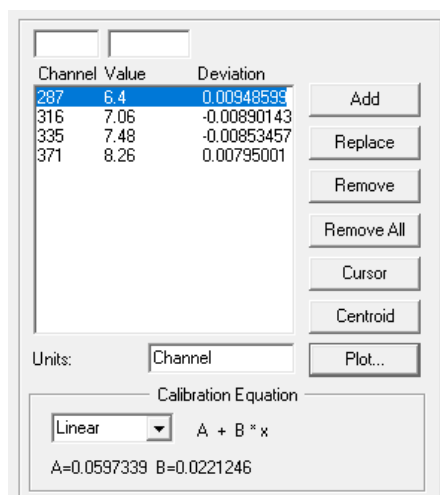 Channel Value Deviation
287 6.4 0.00948599
Add
316 7.06 -0.00890143
335 7.48 -0.00853457
Replace
371 8.26 0.00795001
Remove
Remove All
Cursor
Centroid
Units: Channel Plot...
Calibration Equation
Linear A + B * x
A=0.0597339 B=0.0221246